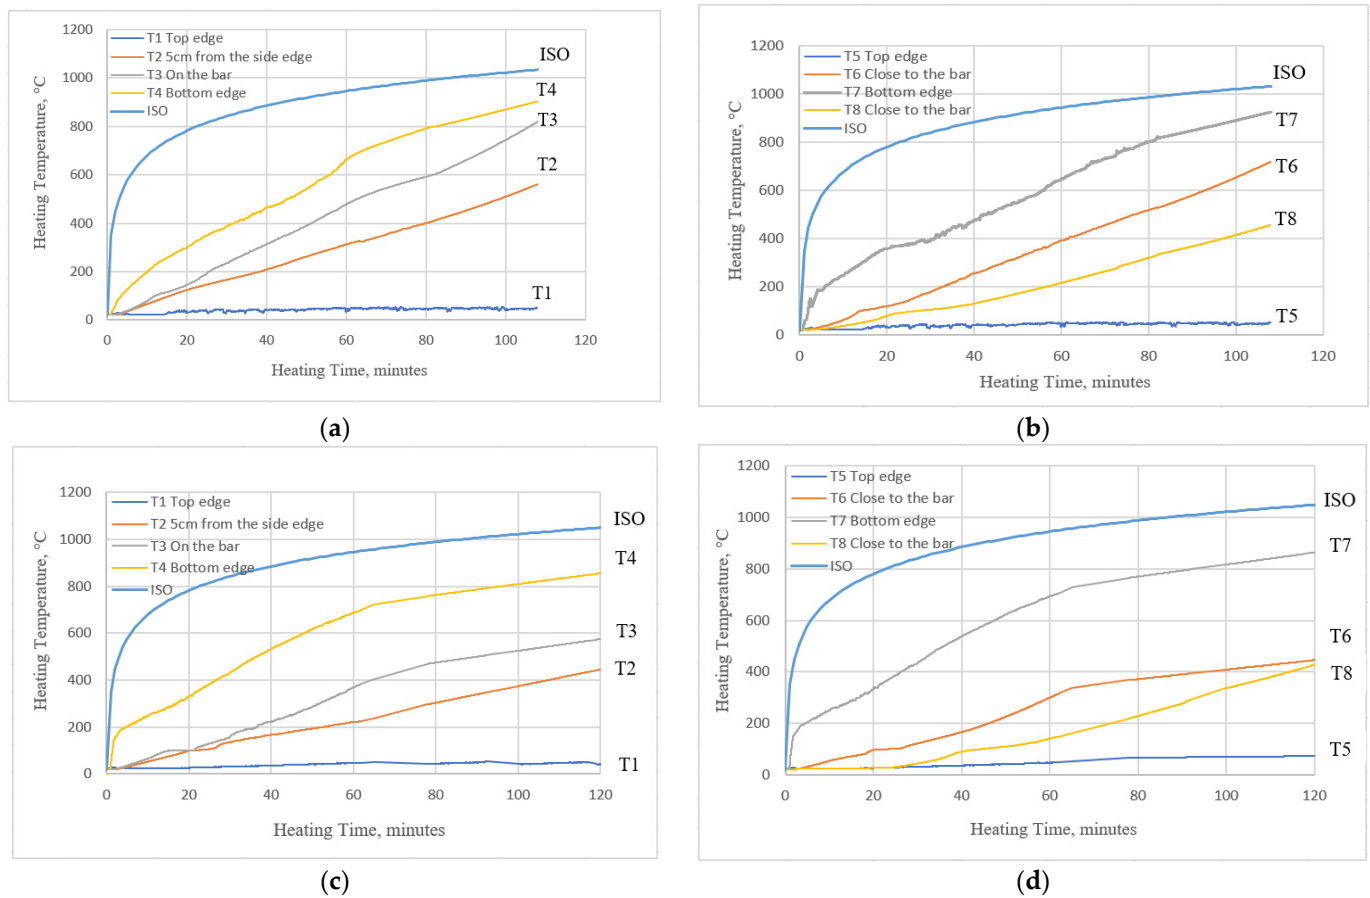 1200
1000
800
600
400
200
0
0
20
40
60
80
100
120
Heating Temperature, °C
Heating Time, minutes
T1 Top edge
T2 5cm from the side edge
T3 On the bar
T4 Bottom edge
ISO
ISO
T4
T3
T2
T1
(a)
1200
1000
800
600
400
200
0
0
20
40
60
80
100
120
Heating Temperature, °C
Heating Time, minutes
T5 Top edge
T6 Close to the bar
T7 Bottom edge
T8 Close to the bar
ISO
ISO
T7
T6
T8
T5
(b)
1200
1000
800
600
400
200
0
0
20
40
60
80
100
120
Heating Temperature, °C
Heating Time, minutes
T1 Top edge
T2 5cm from the side edge
T3 On the bar
T4 Bottom edge
ISO
ISO
T4
T3
T2
T1
(c)
1200
1000
800
600
400
200
0
0
20
40
60
80
100
120
Heating Temperature, °C
Heating Time, minutes
T5 Top edge
T6 Close to the bar
T7 Bottom edge
T8 Close to the bar
ISO
ISO
T7
T6
T8
T5
(d)